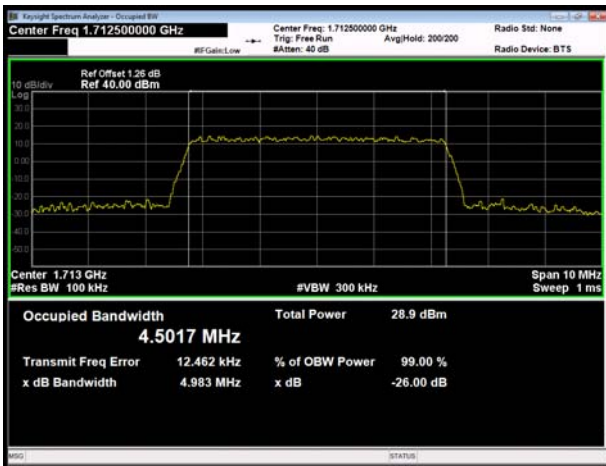 Keysight Spectrum Analyzer - Occupied BW
Center Freq 1.712500000 GHz
Center Freq: 1.712500000 GHz
Radio Std: None
Trig: Free Run
Avg|Hold: 200/200
#IFGain:Low
#Atten: 40 dB
Radio Device: BTS
Ref Offset 1.26 dB
10 dB/div
Ref 40.00 dBm
Log
30.0
20.0
10.0
0.00
-10.0
-20.0
-30.0
-40.0
-50.0
Center 1.713 GHz
Span 10 MHz
#Res BW 100 kHz
#VBW 300 kHz
Sweep 1 ms
Occupied Bandwidth
Total Power
28.9 dBm
4.5017 MHz
Transmit Freq Error
12.462 kHz
% of OBW Power
99.00 %
x dB Bandwidth
4.983 MHz
x dB
-26.00 dB
MSG
STATUS